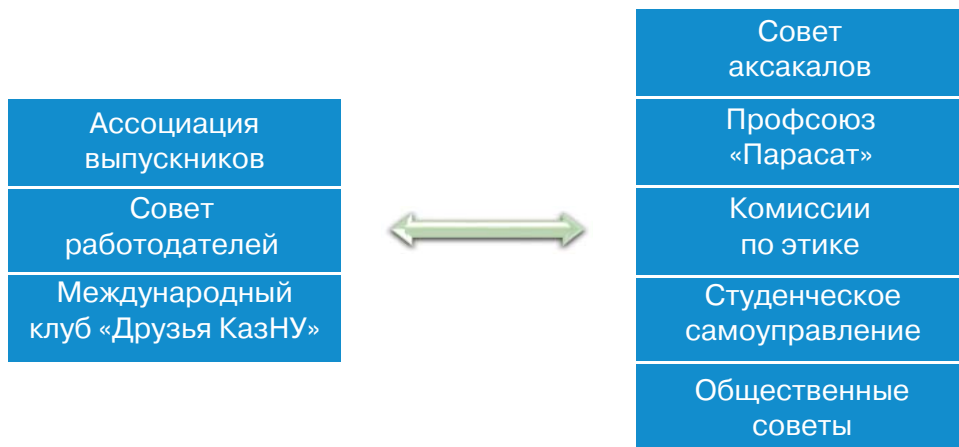 Ассоциация
выпускников
Совет
работодателей
Международный
клуб «Друзья КазНУ»
Совет
аксакалов
Профсоюз
«Парасат»
Комиссии
по этике
Студенческое
самоуправление
Общественные
советы